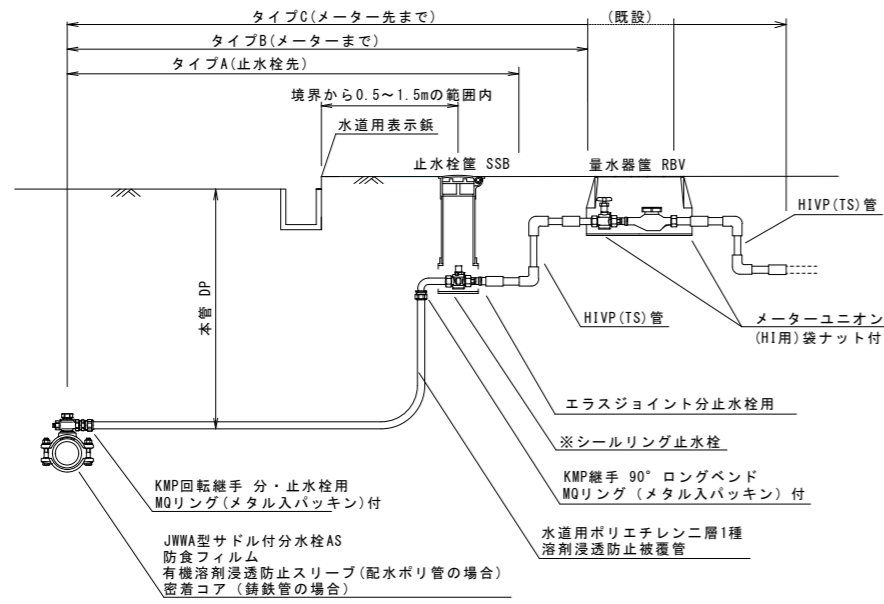 タイプC(メーター先まで)
(既設)
タイプB(メーターまで)
タイプA(止水栓先)
境界から0.5～1.5mの範囲内
水道用表示鋲
止水栓筐 SSB
量水器筐 RBV
HIVP(TS)管
本管 DP
HIVP(TS)管
メーターユニオン
(HI用)袋ナット付
エラスジョイント分止水栓用
※シールリング止水栓
KMP継手 90° ロングベンド
MQリング (メタル入パッキン) 付
KMP回転継手 分・止水栓用
MQリング(メタル入パッキン)付
水道用ポリエチレン二層1種
溶剤浸透防止被覆管
JWWA型サドル付分水栓AS
防食フィルム
有機溶剤浸透防止スリーブ(配水ポリ管の場合)
密着コア (鋳鉄管の場合)